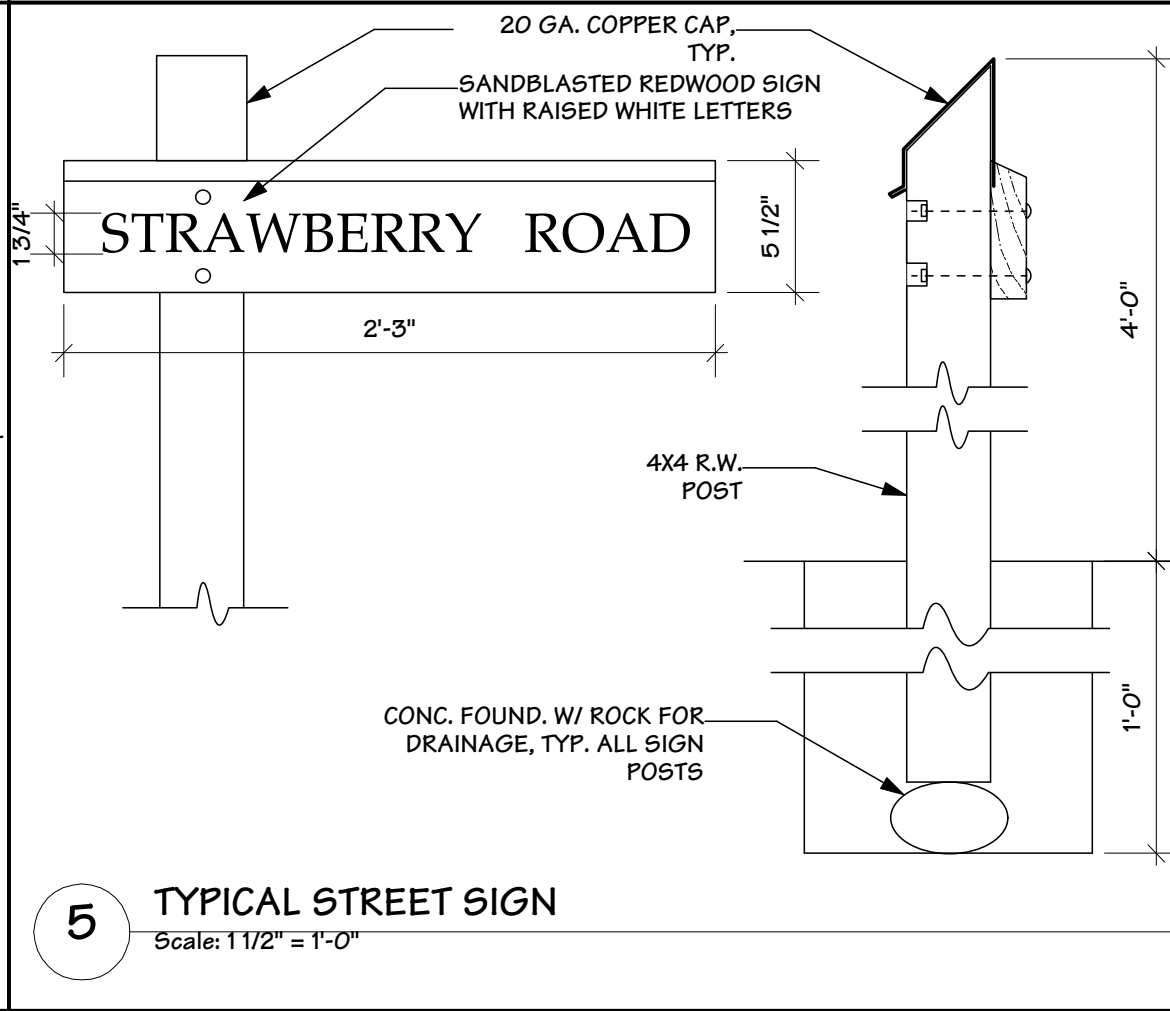 20 GA. COPPER CAP,
TYP.
SANDBLASTED REDWOOD SIGN
WITH RAISED WHITE LETTERS
1 3/4"
STRAWBERRY ROAD
5 1/2"
2'-3"
4'-0"
4X4 R.W.
POST
CONC. FOUND. W/ ROCK FOR
DRAINAGE, TYP. ALL SIGN
POSTS
1'-0"
5
TYPICAL STREET SIGN
Scale: 1 1/2" = 1'-0"